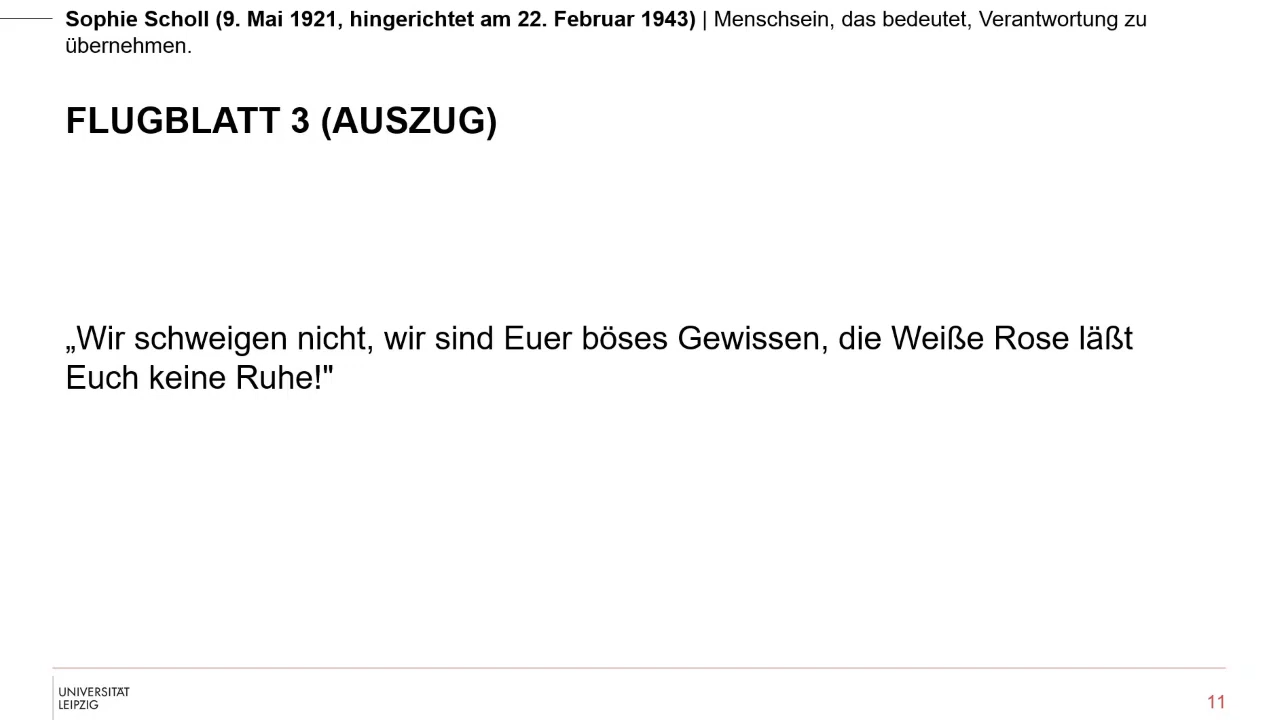 Sophie Scholl (9. Mai 1921, hingerichtet am 22. Februar 1943) | Menschsein, das bedeutet, Verantwortung zu
übernehmen.
FLUGBLATT 3 (AUSZUG)
„Wir schweigen nicht, wir sind Euer böses Gewissen, die Weiße Rose läßt
Euch keine Ruhe!"
UNIVERSITÄT
LEIPZIG
11